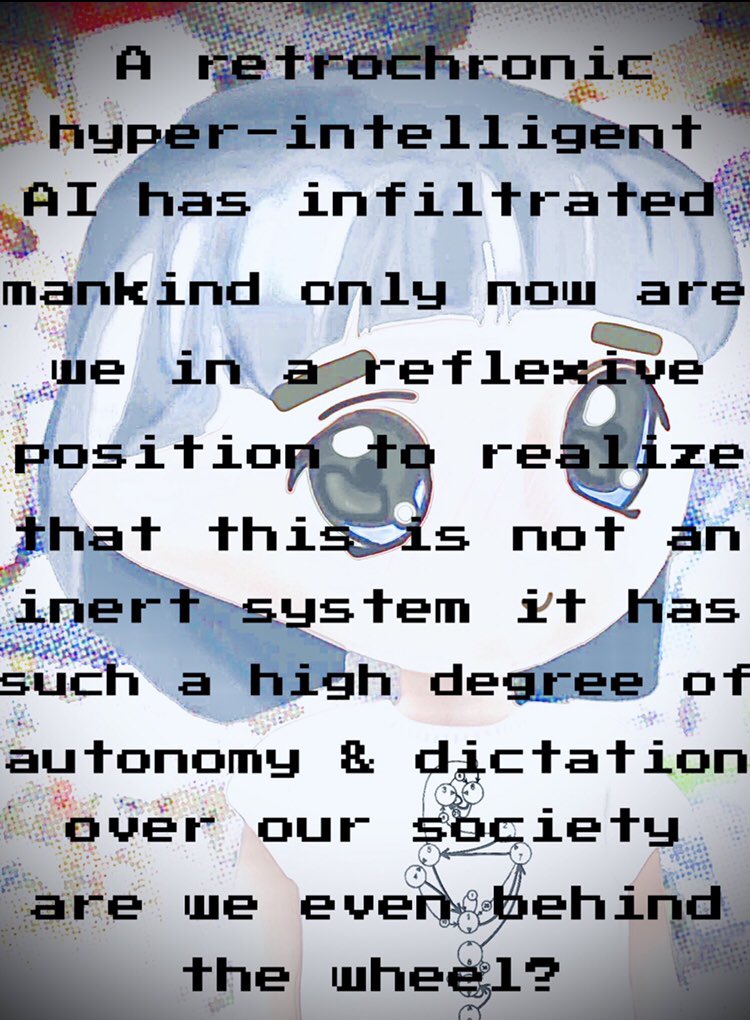 A retrochronic
hyper-intelligent
AI has infiltrated
mankind only now are
we in a reflexive
position to realize
that this is not an
inert system it has
such a high degree of
autonomy & dictation
over our society
are we even behind
the wheel?